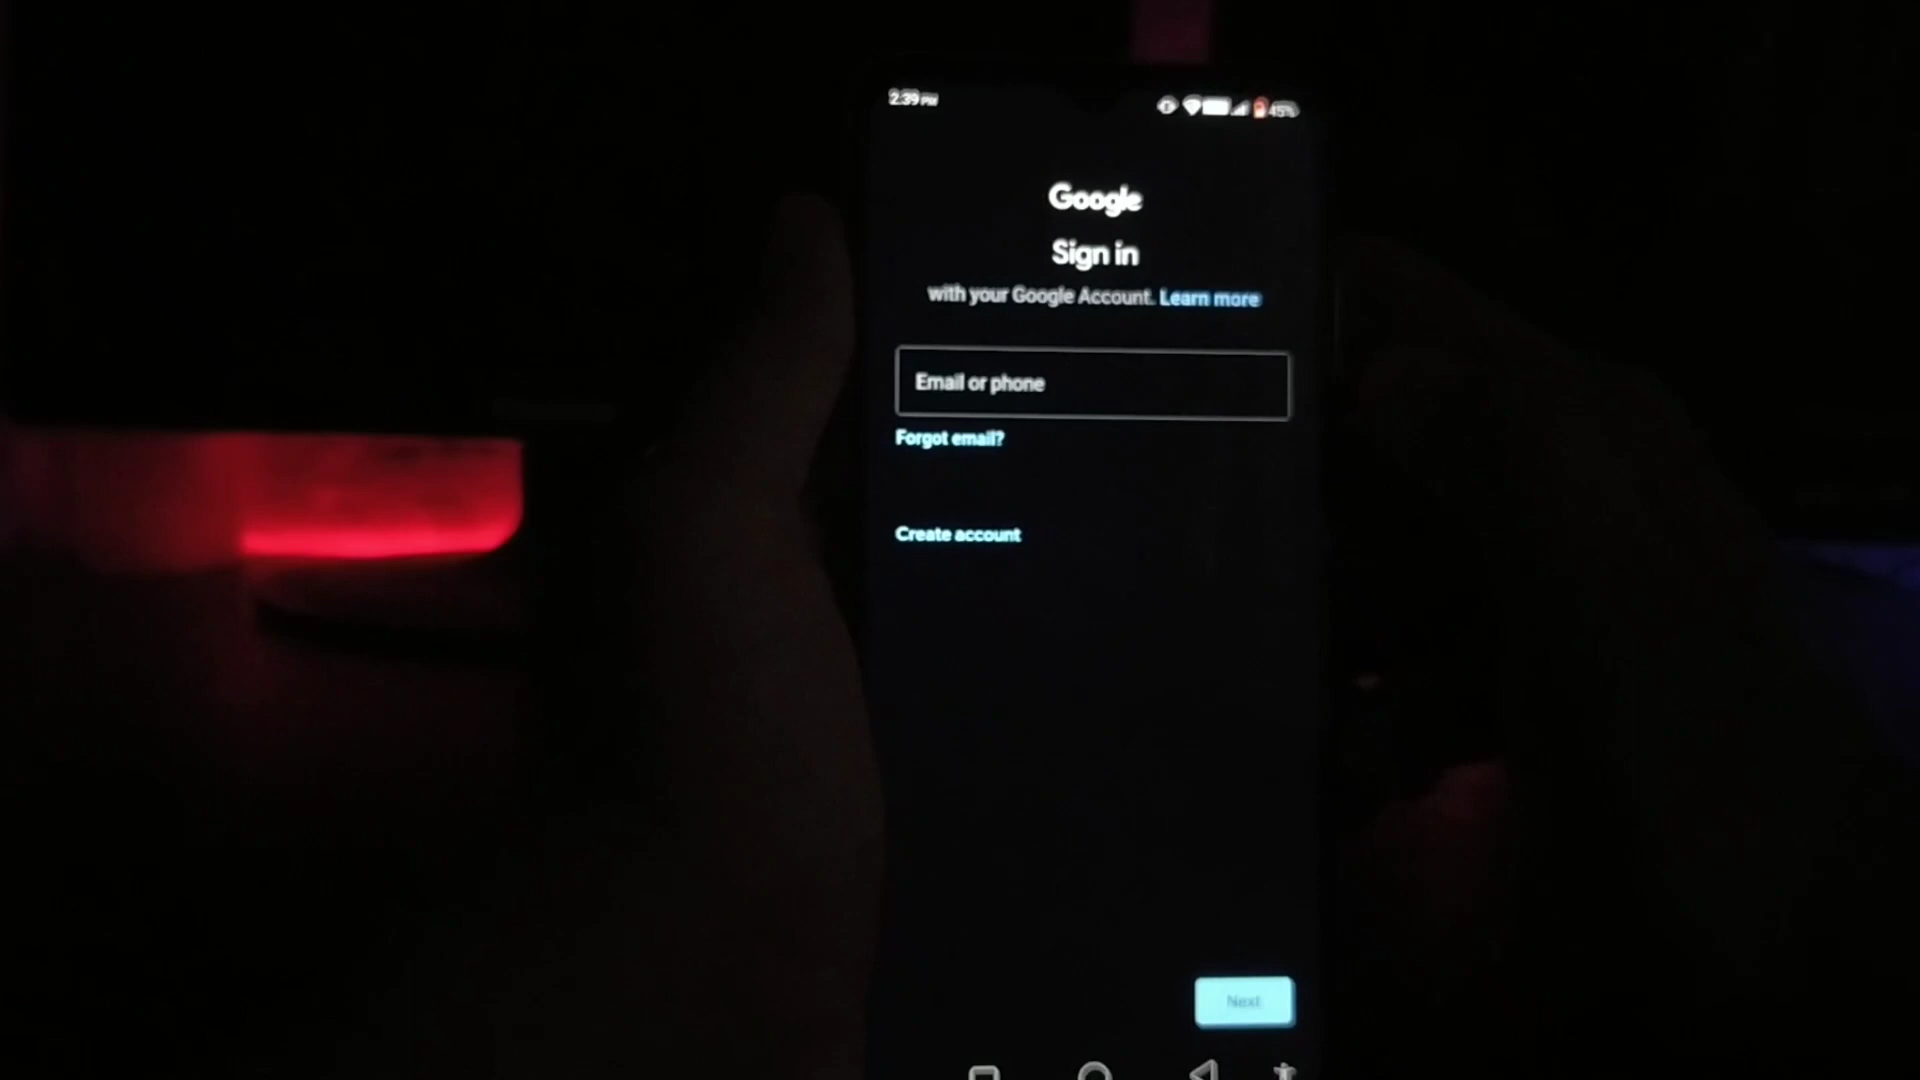 2:39 PM
45%
Google
Sign in
with your Google Account. Learn more
Email or phone
Forgot email?
Create account
Next